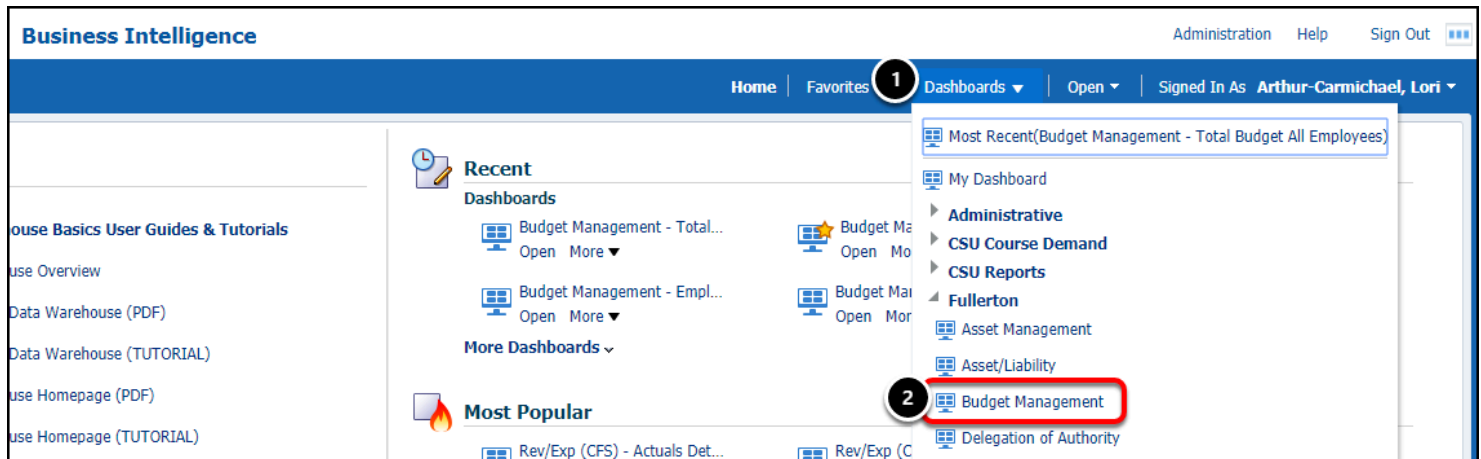 Business Intelligence
Administration Help Sign Out
Home Favorites 1 Dashboards Open Signed In As Arthur-Carmichael, Lori
Most Recent(Budget Management - Total Budget All Employees)
My Dashboard
Administrative
CSU Course Demand
CSU Reports
Fullerton
Asset Management
Asset/Liability
2 Budget Management
Delegation of Authority
Recent
Dashboards
Budget Management - Total...
Open More
Budget Ma
Open Mo
Budget Management - Empl...
Open More
Budget Mar
Open Mor
More Dashboards
Most Popular
Rev/Exp (CFS) - Actuals Det...
Rev/Exp (C
ouse Basics User Guides & Tutorials
use Overview
Data Warehouse (PDF)
Data Warehouse (TUTORIAL)
use Homepage (PDF)
use Homepage (TUTORIAL)